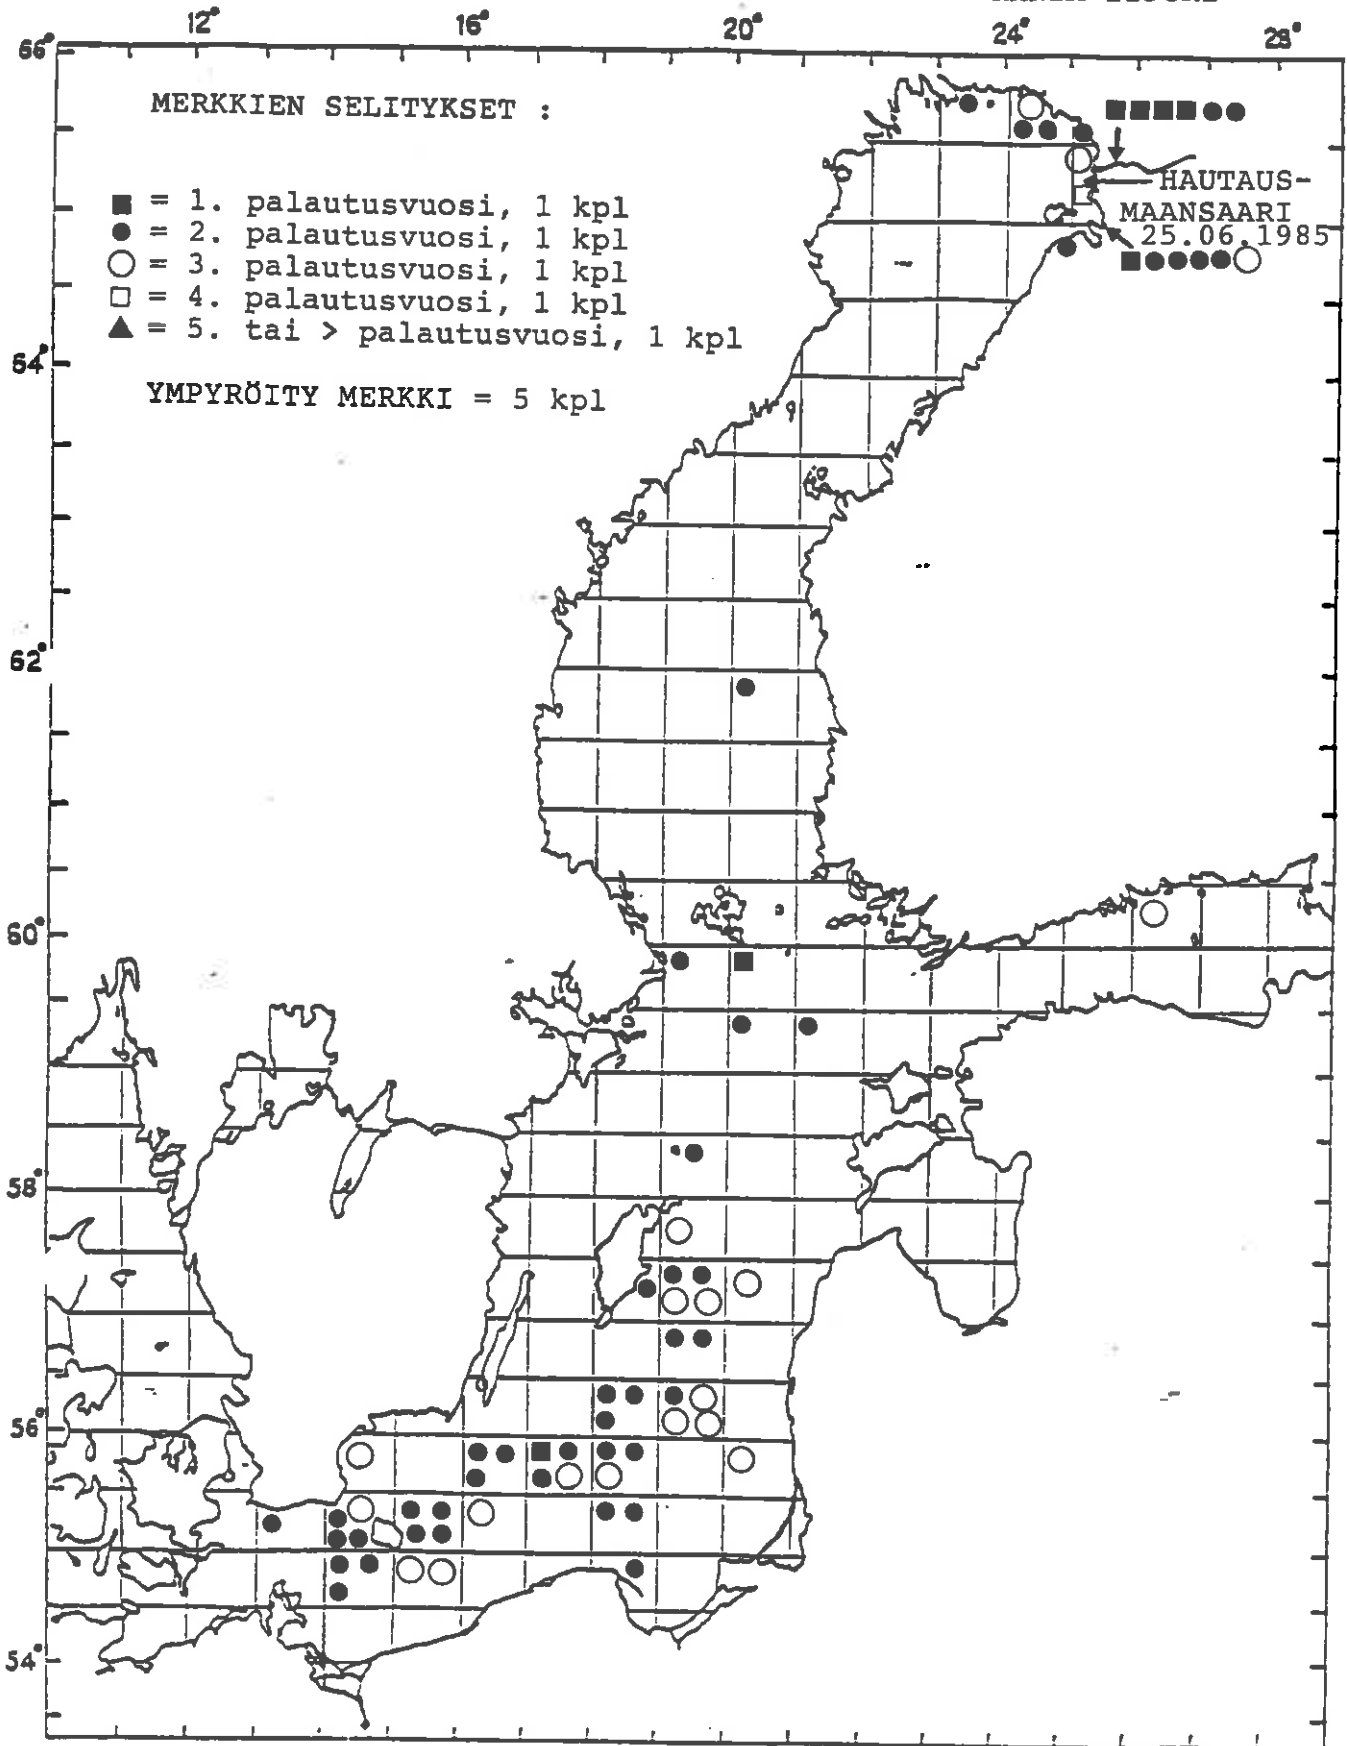 12° 16° 20° 24° 28°
66°
MERKKIEN SELITYKSET :
■ = 1. palautusvuosi, 1 kpl
● = 2. palautusvuosi, 1 kpl
○ = 3. palautusvuosi, 1 kpl
□ = 4. palautusvuosi, 1 kpl
▲ = 5. tai > palautusvuosi, 1 kpl
YMPYRÖITY MERKKI = 5 kpl
HAUTAUS-
MAANSAARI
25.06.1985
64°
62°
60°
58°
56°
54°